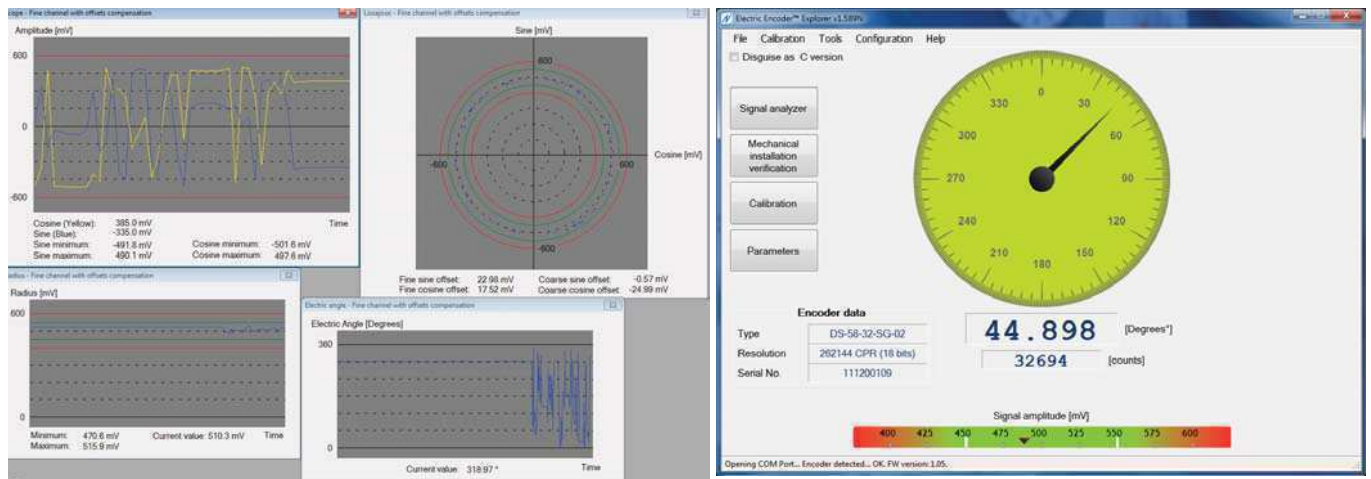 scope - Fine channel with offsets compensation
Amplitude [mV]
600
0
-600
Cosine (Yellow): 385.0 mV
Time
Sine (Blue): -335.0 mV
Sine minimum: -491.8 mV Cosine minimum: -501.6 mV
Sine maximum: 490.1 mV Cosine maximum: 497.6 mV
Lissajous - Fine channel with offsets compensation
Sine [mV]
600
-600
600
Cosine [mV]
-600
Fine sine offset: 22.98 mV Coarse sine offset: -0.57 mV
Fine cosine offset: 17.52 mV Coarse cosine offset: -24.99 mV
Radius - Fine channel with offsets compensation
Radius [mV]
600
0
Minimum: 470.6 mV Current value: 510.3 mV Time
Maximum: 515.9 mV
Electric angle - Fine channel with offsets compensation
Electric Angle [Degrees]
360
0
Current value: 318.97 °
Time
Electric Encoder™ Explorer v1.589N
File Calibration Tools Configuration Help
Disguise as C version
Signal analyzer
Mechanical
installation
verification
Calibration
Parameters
0
30
60
90
120
150
180
210
240
270
300
330
Encoder data
Type DS-58-32-SG-02
Resolution 262144 CPR (18 bits)
Serial No. 111200109
44.898 [Degrees°]
32694 [counts]
Signal amplitude [mV]
400 425 450 475 500 525 550 575 600
Opening COM Port... Encoder detected... OK. FW version: 1.05.